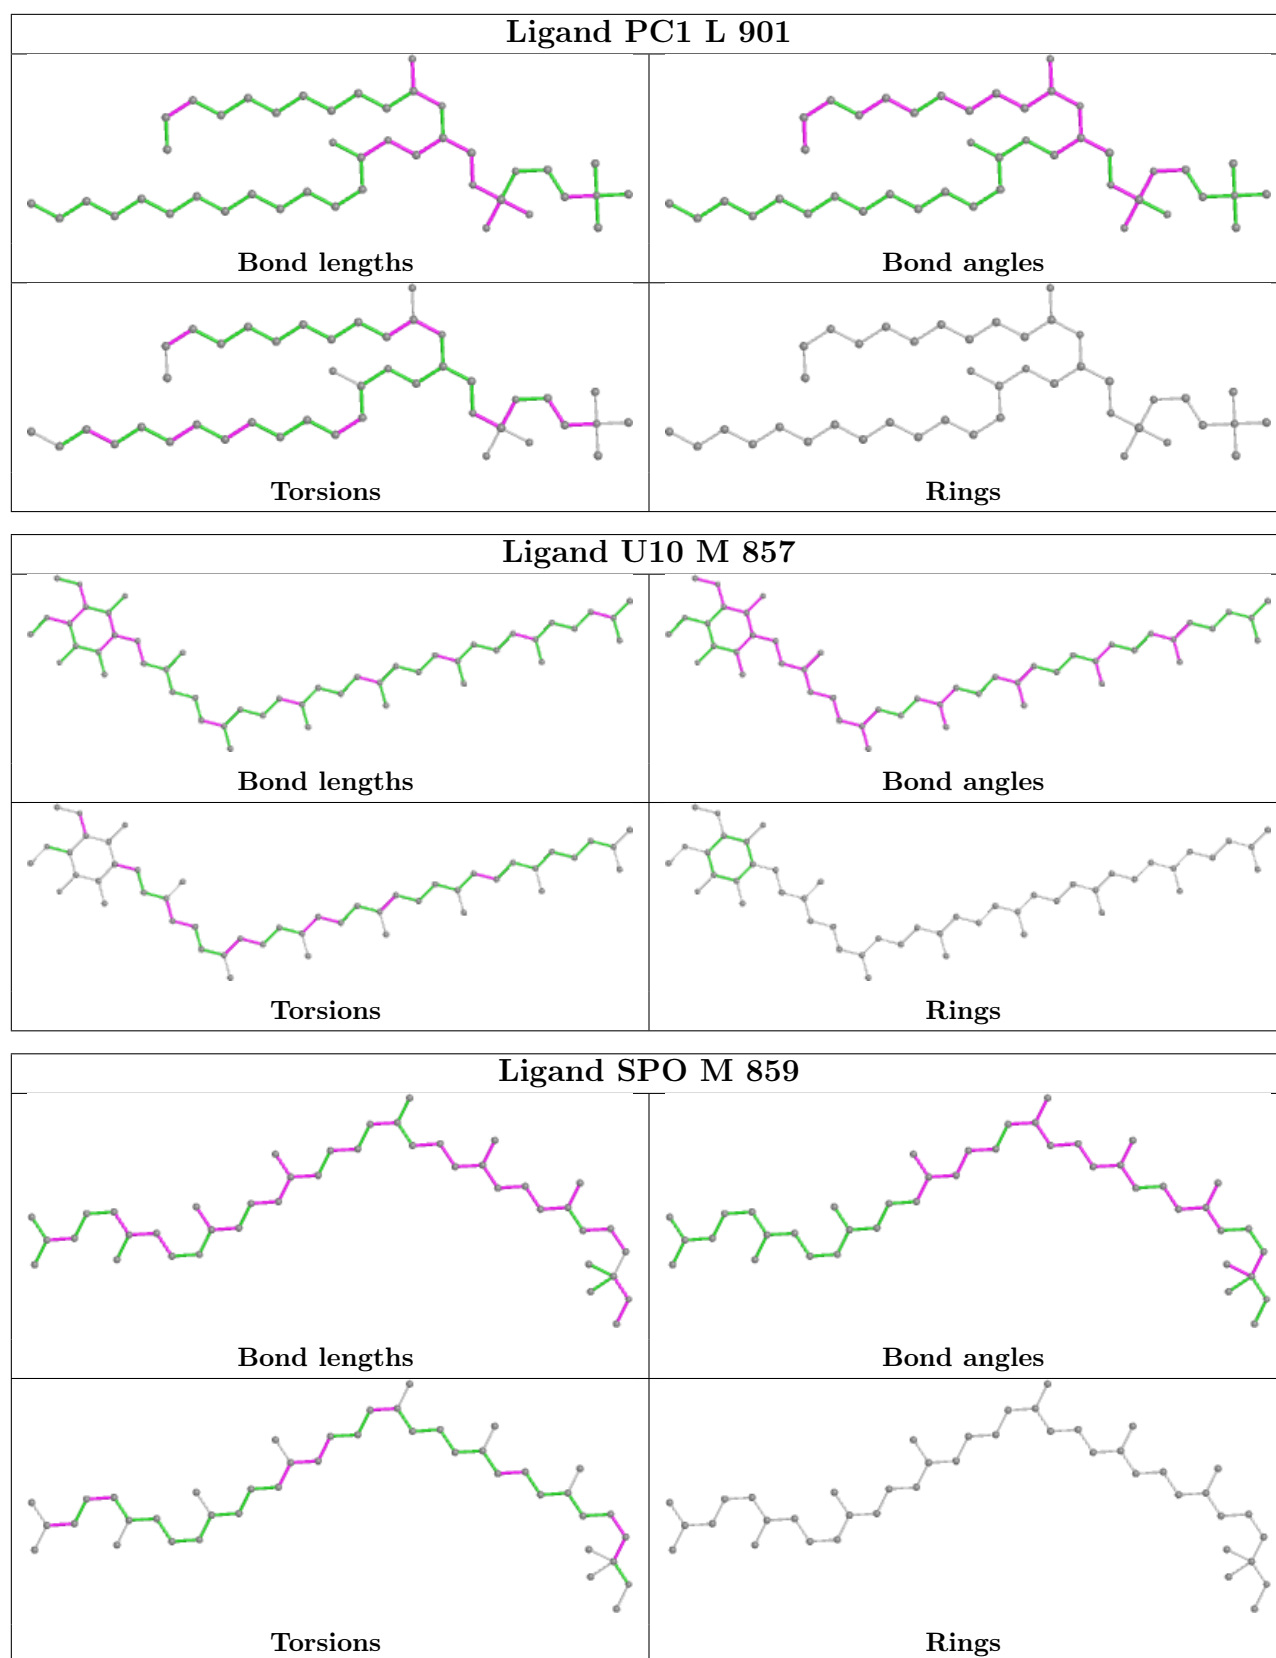 Ligand PC1 L 901
Bond lengths
Bond angles
Torsions
Rings
Ligand U10 M 857
Bond lengths
Bond angles
Torsions
Rings
Ligand SPO M 859
Bond lengths
Bond angles
Torsions
Rings